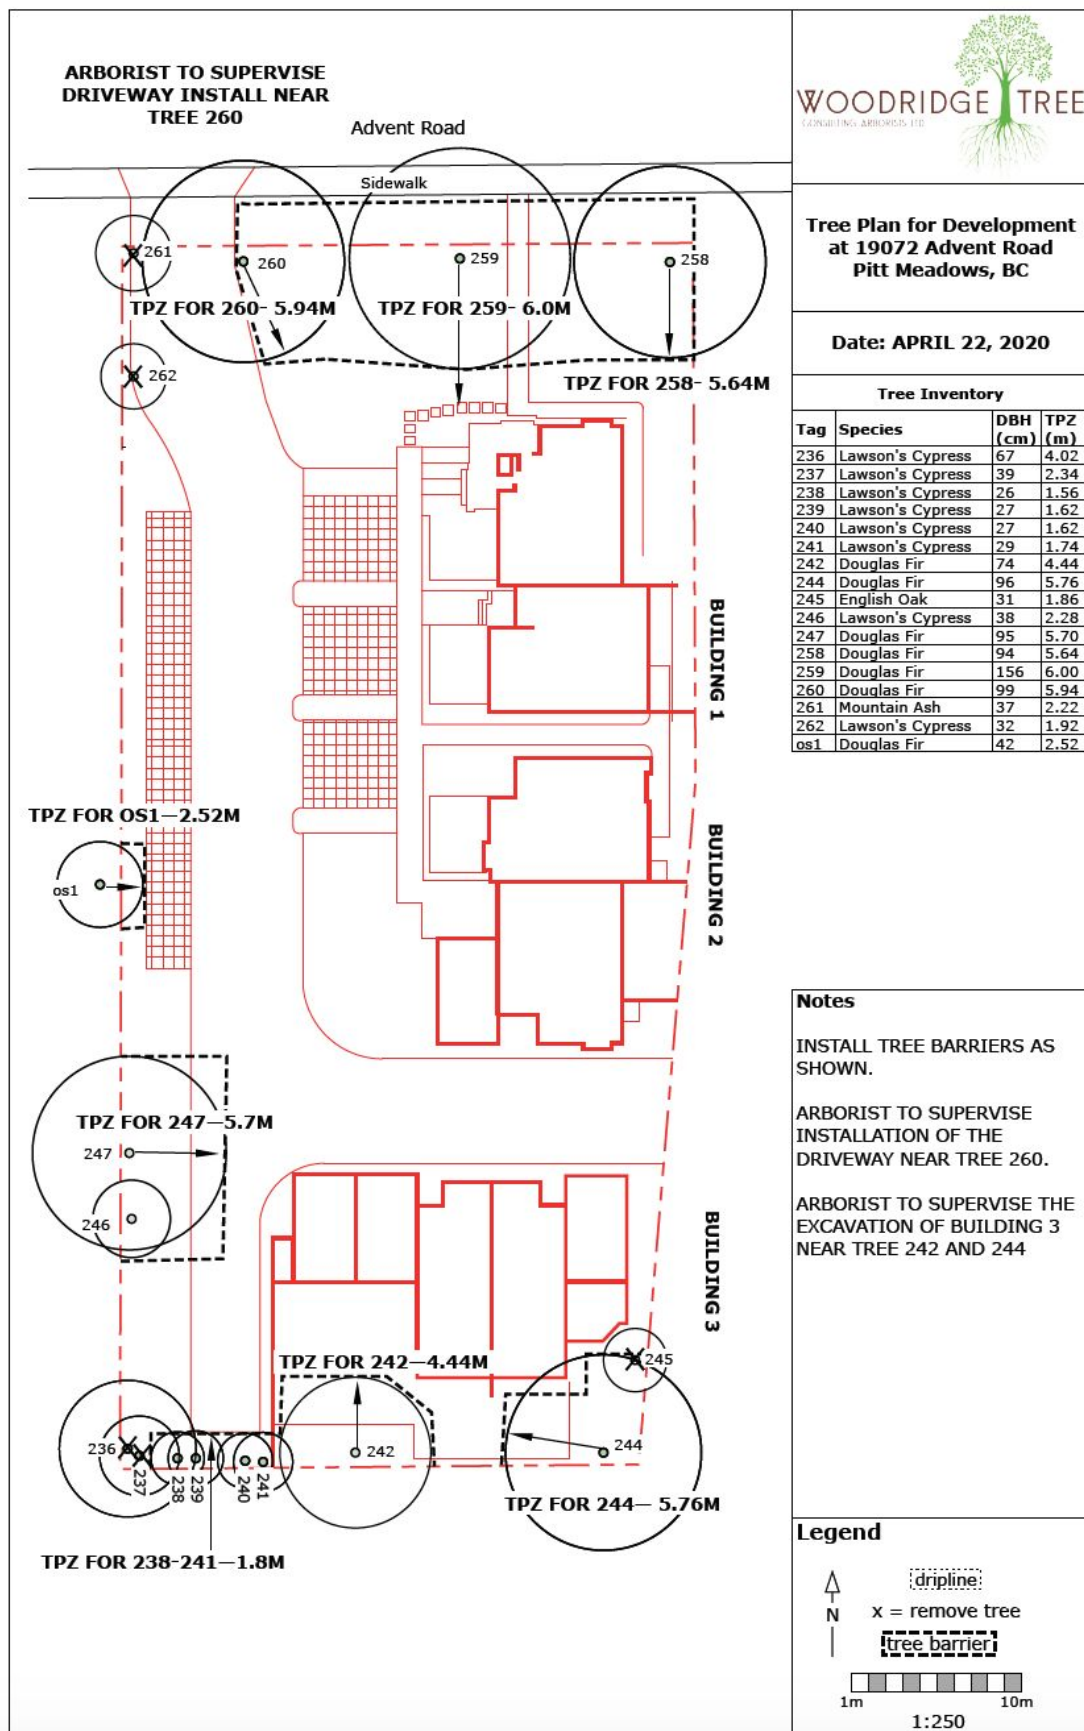 ARBORIST TO SUPERVISE
DRIVEWAY INSTALL NEAR
TREE 260
Advent Road
Sidewalk
261
260
259
258
TPZ FOR 260- 5.94M
TPZ FOR 259- 6.0M
262
TPZ FOR 258- 5.64M
BUILDING 1
TPZ FOR OS1—2.52M
BUILDING 2
os1
TPZ FOR 247—5.7M
247
246
BUILDING 3
TPZ FOR 242—4.44M
245
236
237
238
239
240
241
242
244
TPZ FOR 244— 5.76M
TPZ FOR 238-241—1.8M
WOODRIDGE TREE
CONSULTING ARBORISTS LTD
Tree Plan for Development
at 19072 Advent Road
Pitt Meadows, BC
Date: APRIL 22, 2020
Tree Inventory
Tag Species DBH (cm) TPZ (m)
236 Lawson's Cypress 67 4.02
237 Lawson's Cypress 39 2.34
238 Lawson's Cypress 26 1.56
239 Lawson's Cypress 27 1.62
240 Lawson's Cypress 27 1.62
241 Lawson's Cypress 29 1.74
242 Douglas Fir 74 4.44
244 Douglas Fir 96 5.76
245 English Oak 31 1.86
246 Lawson's Cypress 38 2.28
247 Douglas Fir 95 5.70
258 Douglas Fir 94 5.64
259 Douglas Fir 156 6.00
260 Douglas Fir 99 5.94
261 Mountain Ash 37 2.22
262 Lawson's Cypress 32 1.92
os1 Douglas Fir 42 2.52
Notes
INSTALL TREE BARRIERS AS
SHOWN.
ARBORIST TO SUPERVISE
INSTALLATION OF THE
DRIVEWAY NEAR TREE 260.
ARBORIST TO SUPERVISE THE
EXCAVATION OF BUILDING 3
NEAR TREE 242 AND 244
Legend
dripline
N
x = remove tree
tree barrier
1m 10m
1:250